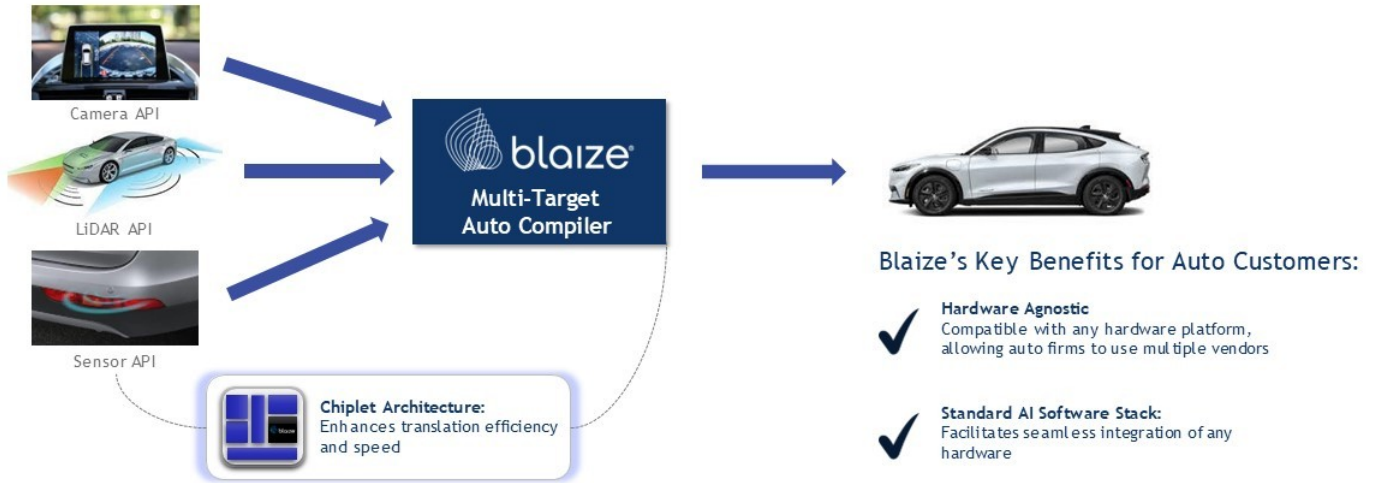 Camera API
LiDAR API
Sensor API
blaize®
Multi-Target
Auto Compiler
Chiplet Architecture:
Enhances translation efficiency
and speed
blaize
Blaize’s Key Benefits for Auto Customers:
Hardware Agnostic
Compatible with any hardware platform,
allowing auto firms to use multiple vendors
Standard AI Software Stack:
Facilitates seamless integration of any
hardware